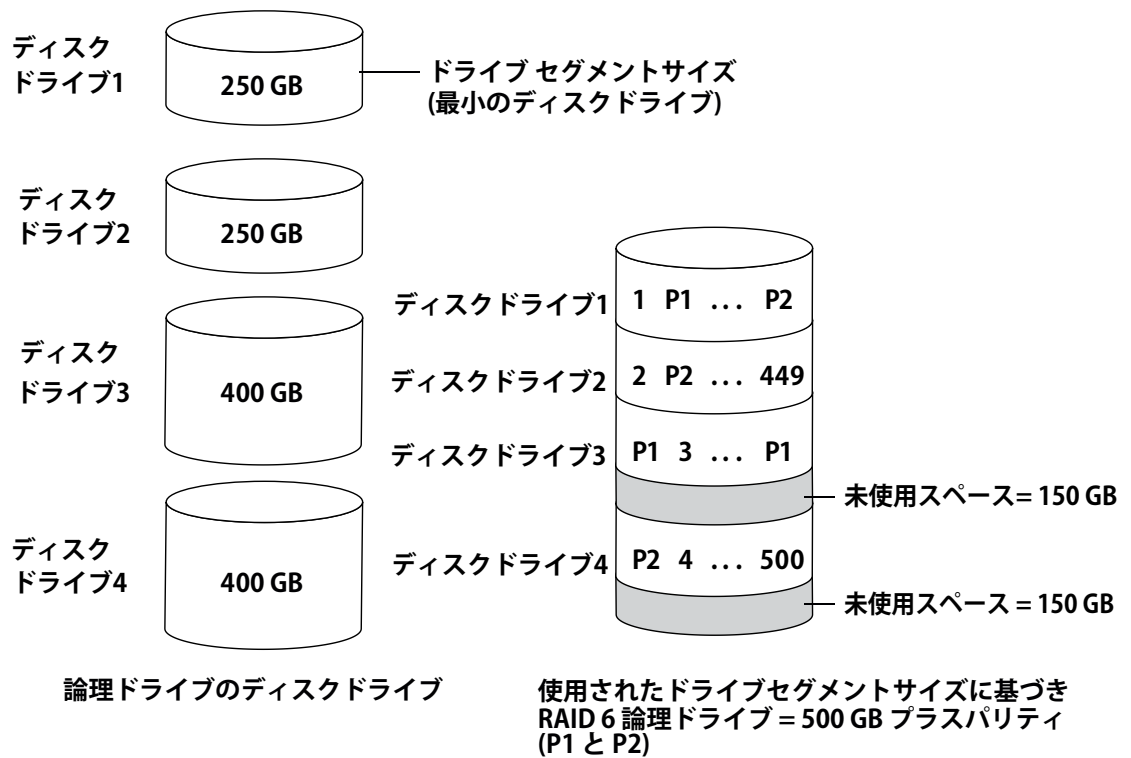 ディスク
ドライブ1
250 GB
ドライブ セグメントサイズ
(最小のディスクドライブ)
ディスク
ドライブ2
250 GB
ディスク
ドライブ3
400 GB
ディスク
ドライブ4
400 GB
論理ドライブのディスクドライブ
ディスクドライブ1
1 P1 ... P2
ディスクドライブ2
2 P2 ... 449
ディスクドライブ3
P1 3 ... P1
未使用スペース= 150 GB
ディスクドライブ4
P2 4 ... 500
未使用スペース = 150 GB
使用されたドライブセグメントサイズに基づき
RAID 6 論理ドライブ = 500 GB プラスパリティ
(P1 と P2)